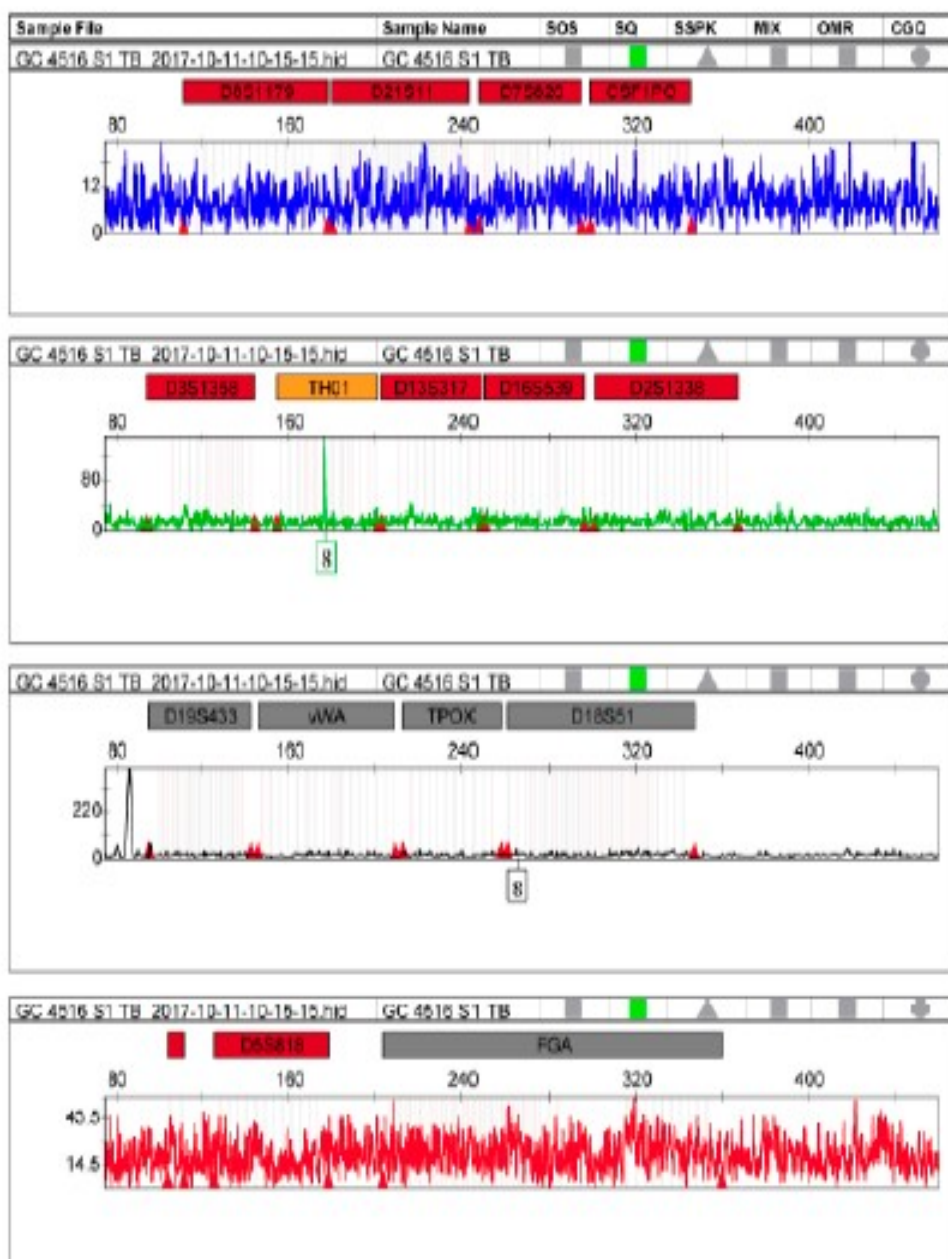 Sample File Sample Name SOS SQ SSPK MIX OMR CGQ
GC 4516 S1 TB 2017-10-11-10-15-15.hid GC 4516 S1 TB
D8S1179 D21S11 D7S820 CSF1PO
80 160 240 320 400
12
0
GC 4516 S1 TB 2017-10-11-10-15-15.hid GC 4516 S1 TB
D3S1358 TH01 D13S317 D16S539 D2S1338
80 160 240 320 400
80
0
8
GC 4516 S1 TB 2017-10-11-10-15-15.hid GC 4516 S1 TB
D19S433 vWA TPOX D18S51
80 160 240 320 400
220
0
8
GC 4516 S1 TB 2017-10-11-10-15-15.hid GC 4516 S1 TB
D5S818 FGA
80 160 240 320 400
43.5
14.5